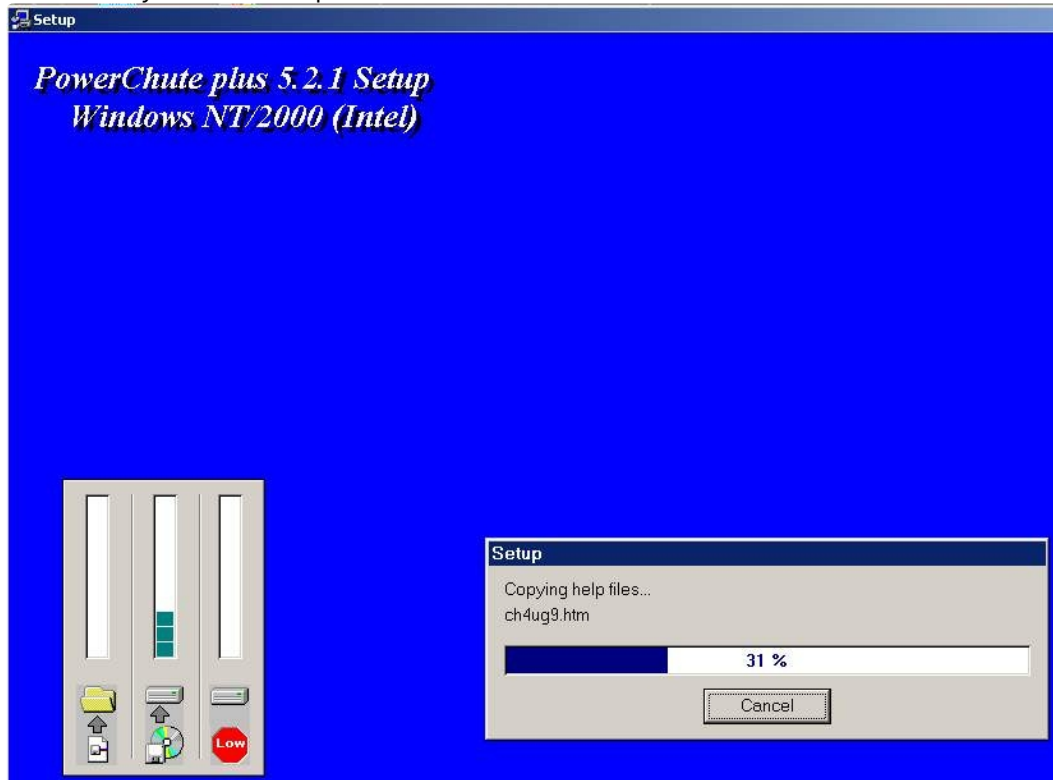 Setup
PowerChute plus 5.2.1 Setup
Windows NT/2000 (Intel)
Low
Setup
Copying help files...
ch4ug9.htm
31 %
Cancel